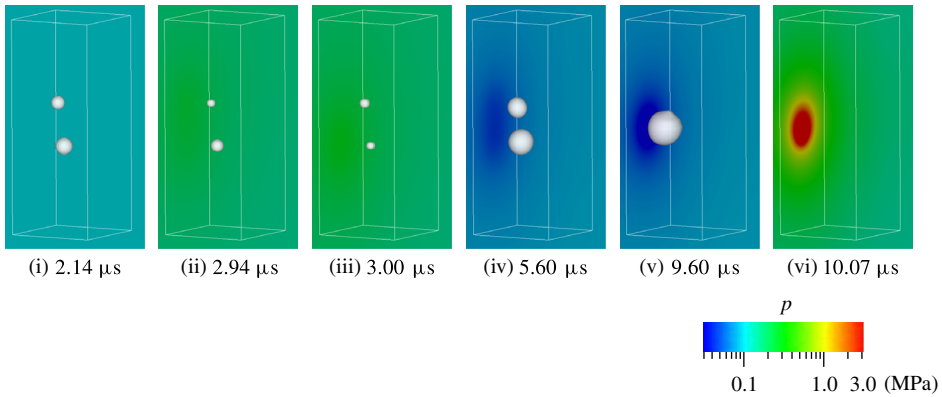 (i) 2.14 μs (ii) 2.94 μs (iii) 3.00 μs (iv) 5.60 μs (v) 9.60 μs (vi) 10.07 μs
p
0.1 1.0 3.0 (MPa)